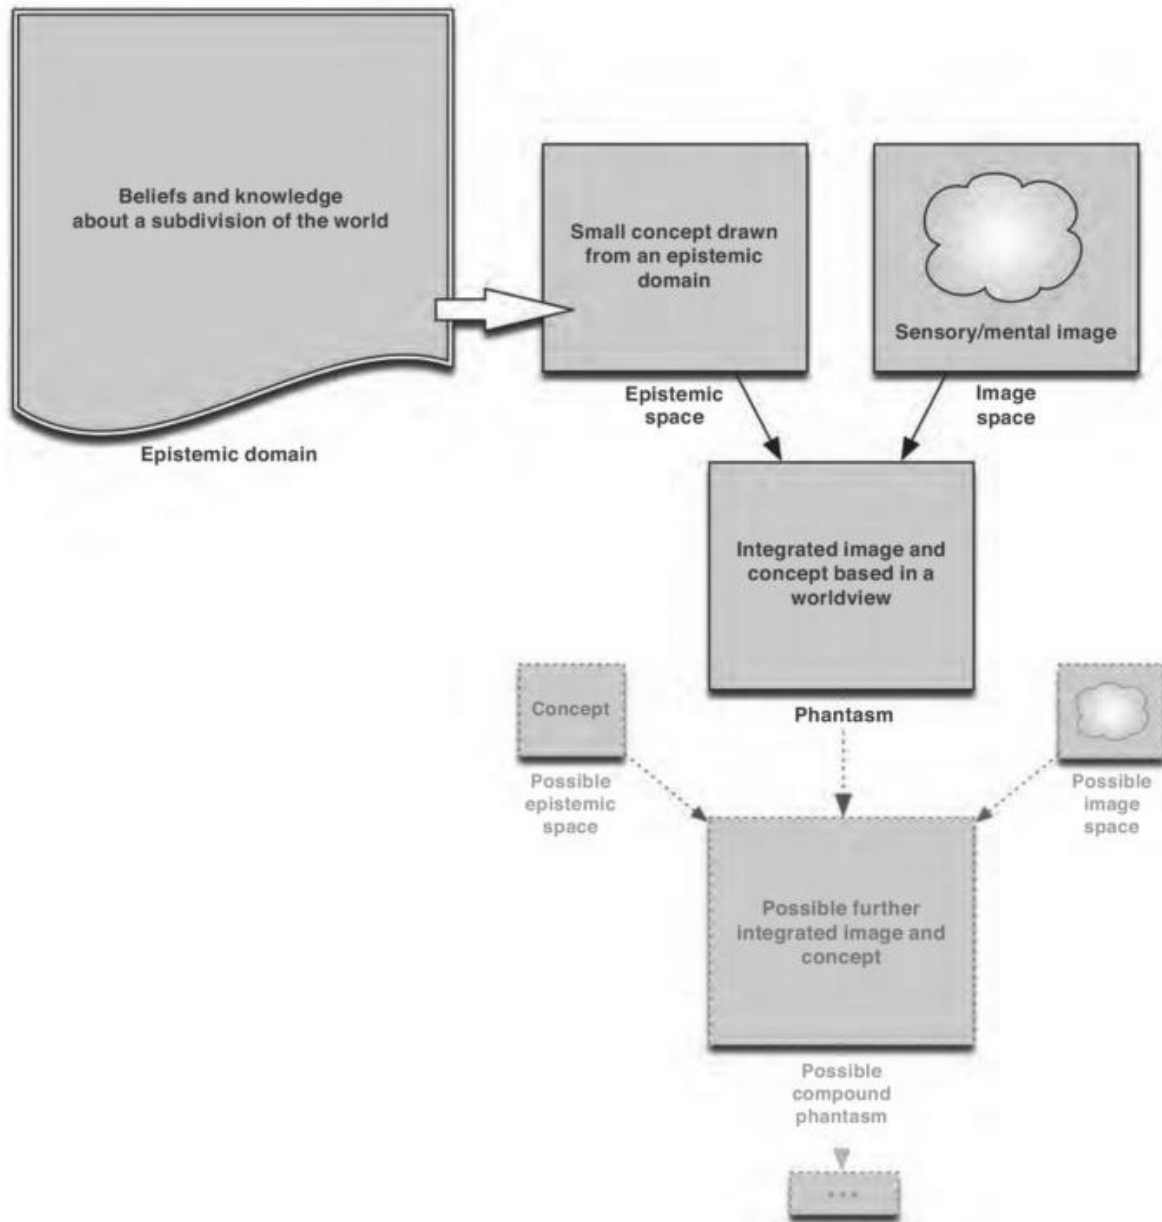 Beliefs and knowledge
about a subdivision of the world
Epistemic domain
Small concept drawn
from an epistemic
domain
Epistemic
space
Sensory/mental image
Image
space
Integrated image and
concept based in a
worldview
Phantasm
Concept
Possible
epistemic
space
Possible
image
space
Possible further
integrated image and
concept
Possible
compound
phantasm
...